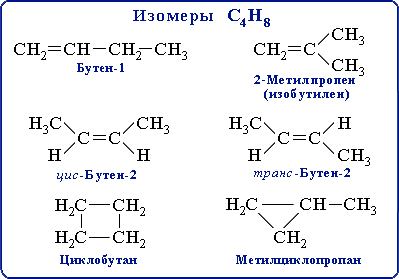 Изомеры C₄H₈
CH₂=CH—CH₂—CH₃
Бутен-1
CH₃
CH₂=C
CH₃
2-Метилпропен
(изобутилен)
H₃C CH₃
C=C
H H
цис-Бутен-2
H₃C H
C=C
H CH₃
транс-Бутен-2
H₂C—CH₂
H₂C—CH₂
Циклобутан
H₂C—CH—CH₃
CH₂
Метилциклопропан